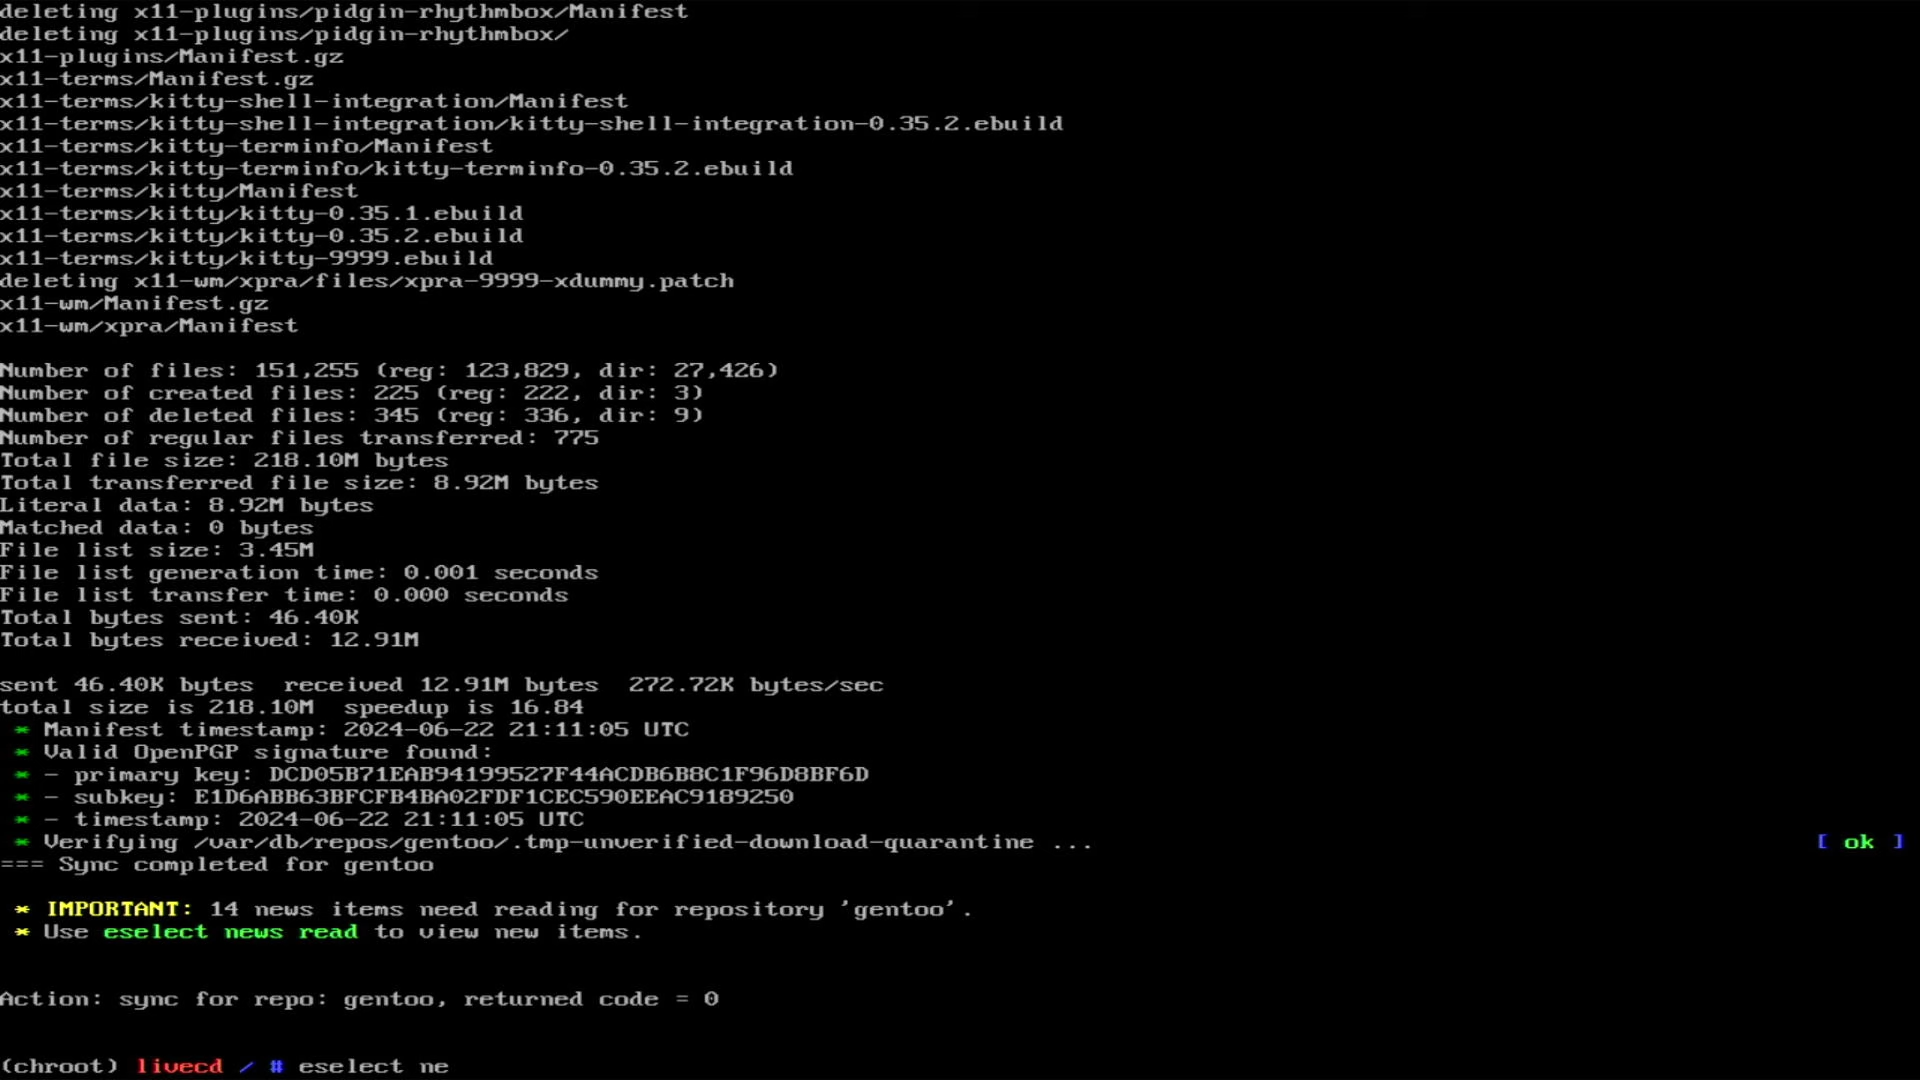 deleting x11-plugins/pidgin-rhythmbox/Manifest
deleting x11-plugins/pidgin-rhythmbox/
x11-plugins/Manifest.gz
x11-terms/Manifest.gz
x11-terms/kitty-shell-integration/Manifest
x11-terms/kitty-shell-integration/kitty-shell-integration-0.35.2.ebuild
x11-terms/kitty-terminfo/Manifest
x11-terms/kitty-terminfo/kitty-terminfo-0.35.2.ebuild
x11-terms/kitty/Manifest
x11-terms/kitty/kitty-0.35.1.ebuild
x11-terms/kitty/kitty-0.35.2.ebuild
x11-terms/kitty/kitty-9999.ebuild
deleting x11-wm/xpra/files/xpra-9999-xdummy.patch
x11-wm/Manifest.gz
x11-wm/xpra/Manifest
Number of files: 151,255 (reg: 123,829, dir: 27,426)
Number of created files: 225 (reg: 222, dir: 3)
Number of deleted files: 345 (reg: 336, dir: 9)
Number of regular files transferred: 775
Total file size: 218.10M bytes
Total transferred file size: 8.92M bytes
Literal data: 8.92M bytes
Matched data: 0 bytes
File list size: 3.45M
File list generation time: 0.001 seconds
File list transfer time: 0.000 seconds
Total bytes sent: 46.40K
Total bytes received: 12.91M
sent 46.40K bytes  received 12.91M bytes  272.72K bytes/sec
total size is 218.10M  speedup is 16.84
* Manifest timestamp: 2024-06-22 21:11:05 UTC
* Valid OpenPGP signature found:
* - primary key: DCD05B71EAB94199527F44ACDB6B8C1F96D8BF6D
* - subkey: E1D6ABB63BFCFB4BA02FDF1CEC590EEAC9189250
* - timestamp: 2024-06-22 21:11:05 UTC
* Verifying /var/db/repos/gentoo/.tmp-unverified-download-quarantine ... [ ok ]
=== Sync completed for gentoo
* IMPORTANT: 14 news items need reading for repository 'gentoo'.
* Use eselect news read to view new items.
Action: sync for repo: gentoo, returned code = 0
(chroot) livecd / # eselect ne